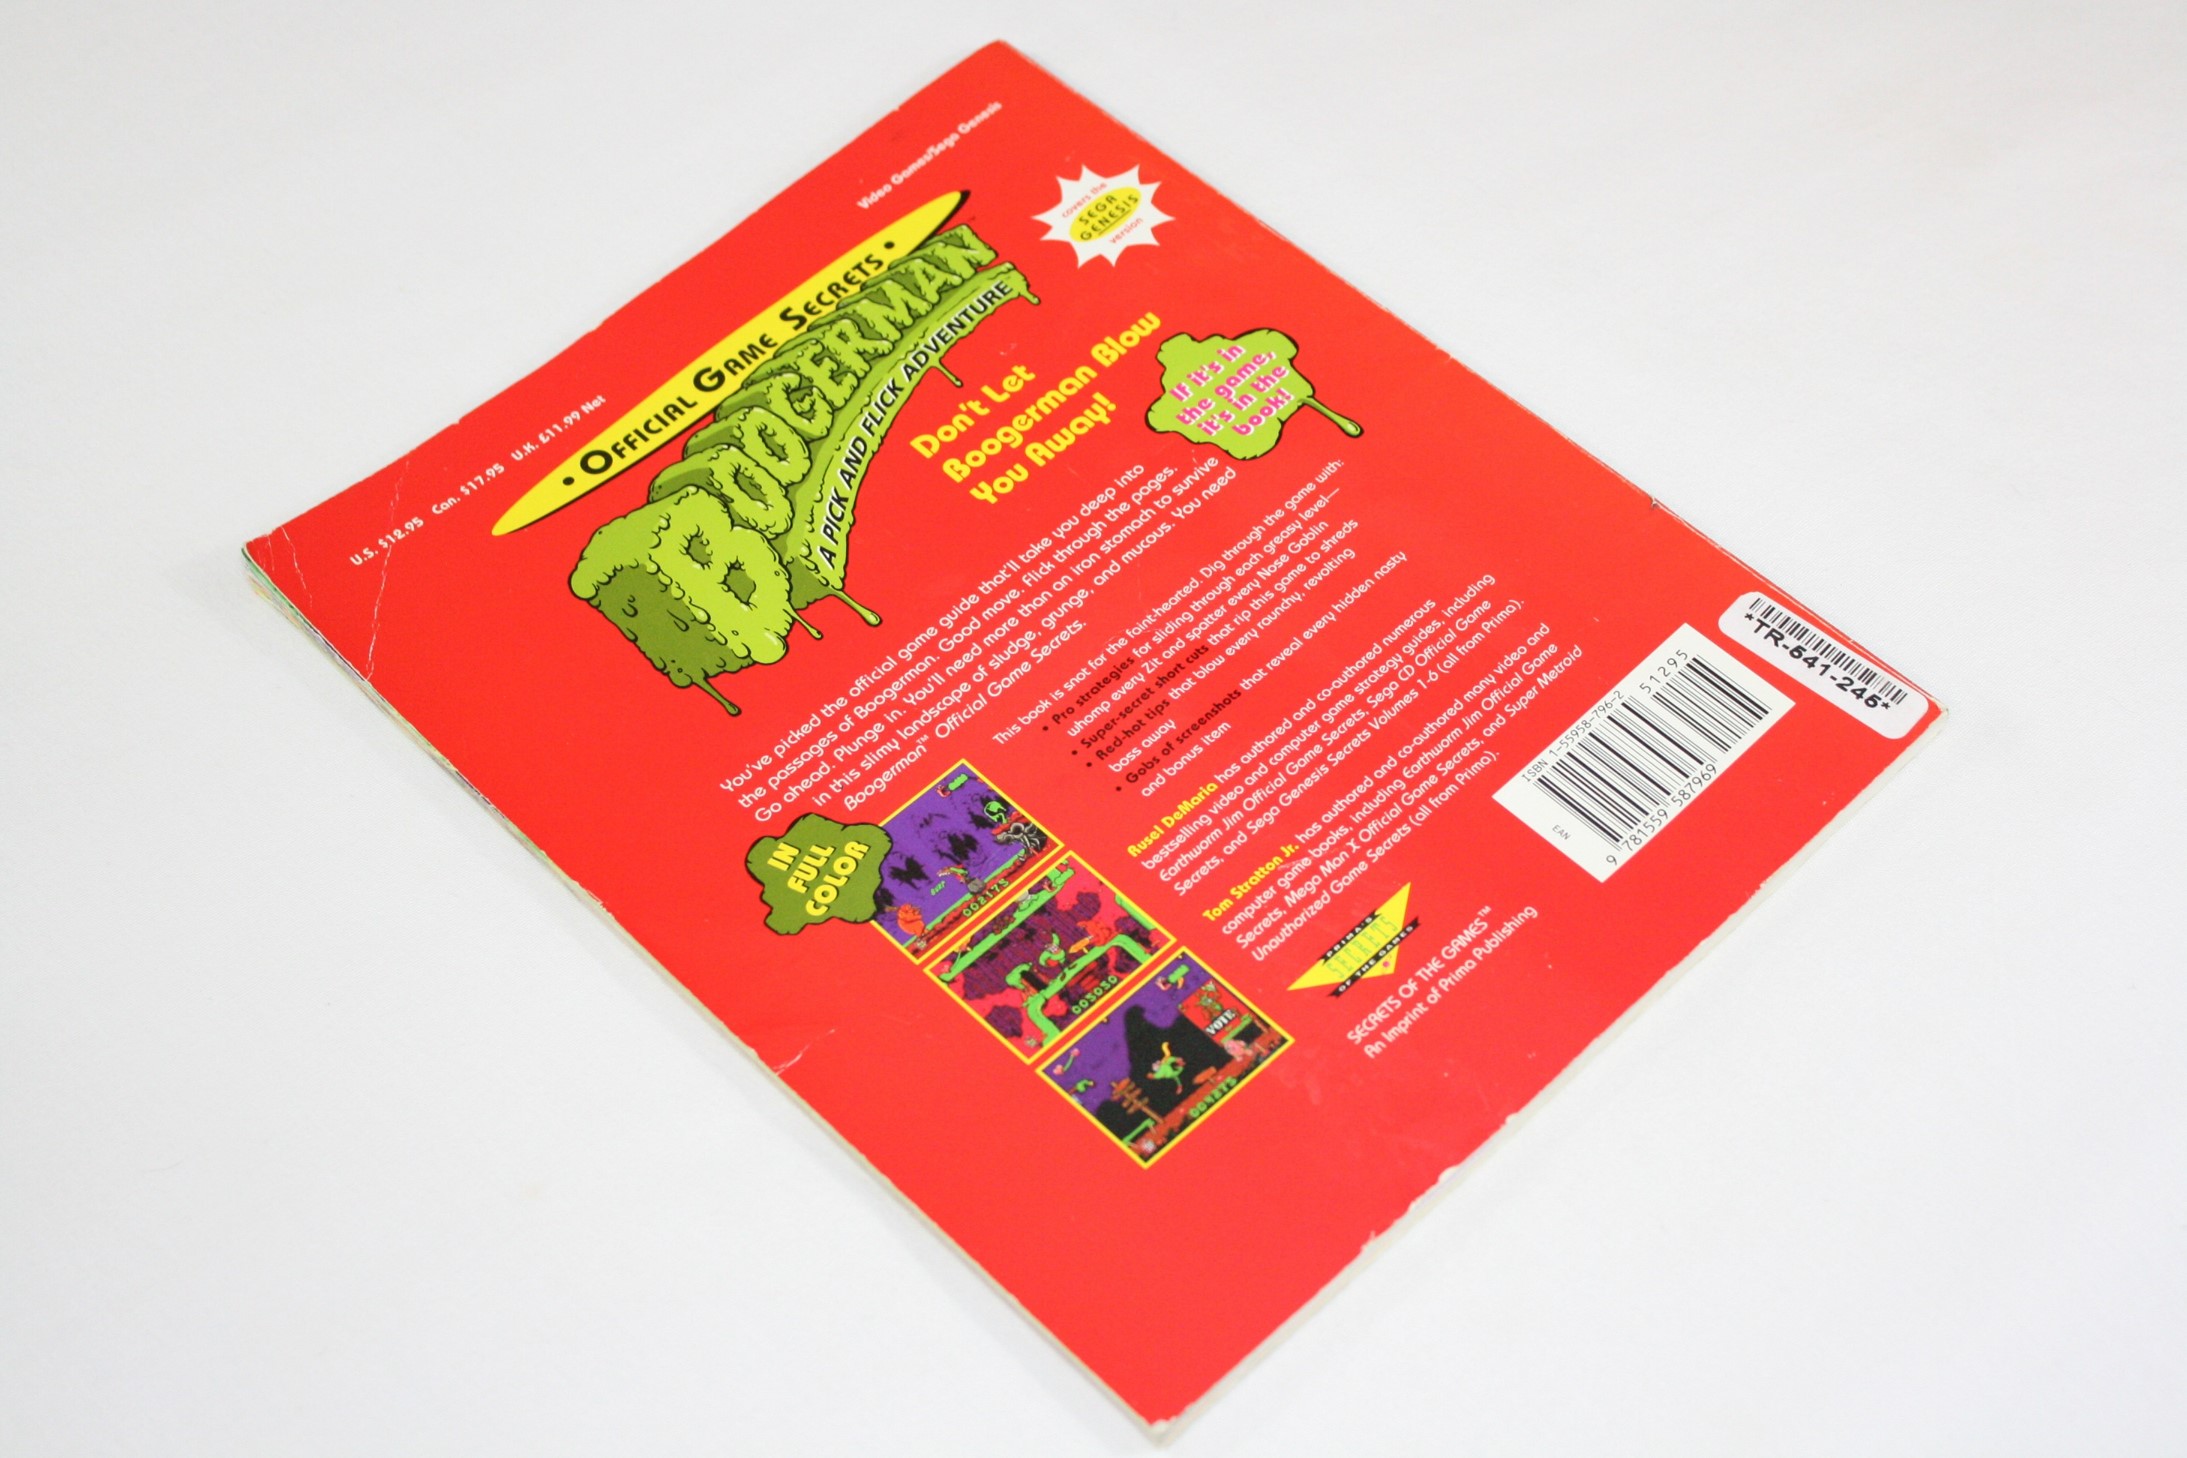 Video Games/Sega Genesis
U.S. $12.95 Can. $17.95 U.K. £11.99 Net
• OFFICIAL GAME SECRETS •
BOOGERMAN™
A PICK AND FLICK ADVENTURE
covers the
SEGA
GENESIS
version
Don't Let
Boogerman Blow
You Away!
If it's in
the game,
it's in the
book!
You've picked the official game guide that'll take you deep into
the passages of Boogerman. Good move. Flick through the pages.
Go ahead. Plunge in. You'll need more than an iron stomach to survive
in this slimy landscape of sludge, grunge, and mucous. You need
Boogerman™ Official Game Secrets.
This book is snot for the faint-hearted. Dig through the game with:
• Pro strategies for sliding through each greasy level—
whomp every Zit and spatter every Nose Goblin
• Super-secret short cuts that rip this game to shreds
• Red-hot tips that blow every raunchy, revolting
boss away
• Gobs of screenshots that reveal every hidden nasty
and bonus item
IN
FULL
COLOR
002175
003030
VOTE
004275
Rusel DeMaria has authored and co-authored numerous
bestselling video and computer game strategy guides, including
Earthworm Jim Official Game Secrets, Sega CD Official Game
Secrets, and Sega Genesis Secrets Volumes 1-6 (all from Prima).
Tom Stratton Jr. has authored and co-authored many video and
computer game books, including Earthworm Jim Official Game
Secrets, Mega Man X Official Game Secrets, and Super Metroid
Unauthorized Game Secrets (all from Prima).
PRIMA'S
SECRETS
OF THE GAMES
SECRETS OF THE GAMES™
An Imprint of Prima Publishing
ISBN 1-55958-796-2
51295
EAN
9 781559 587969
*TR-541-245*